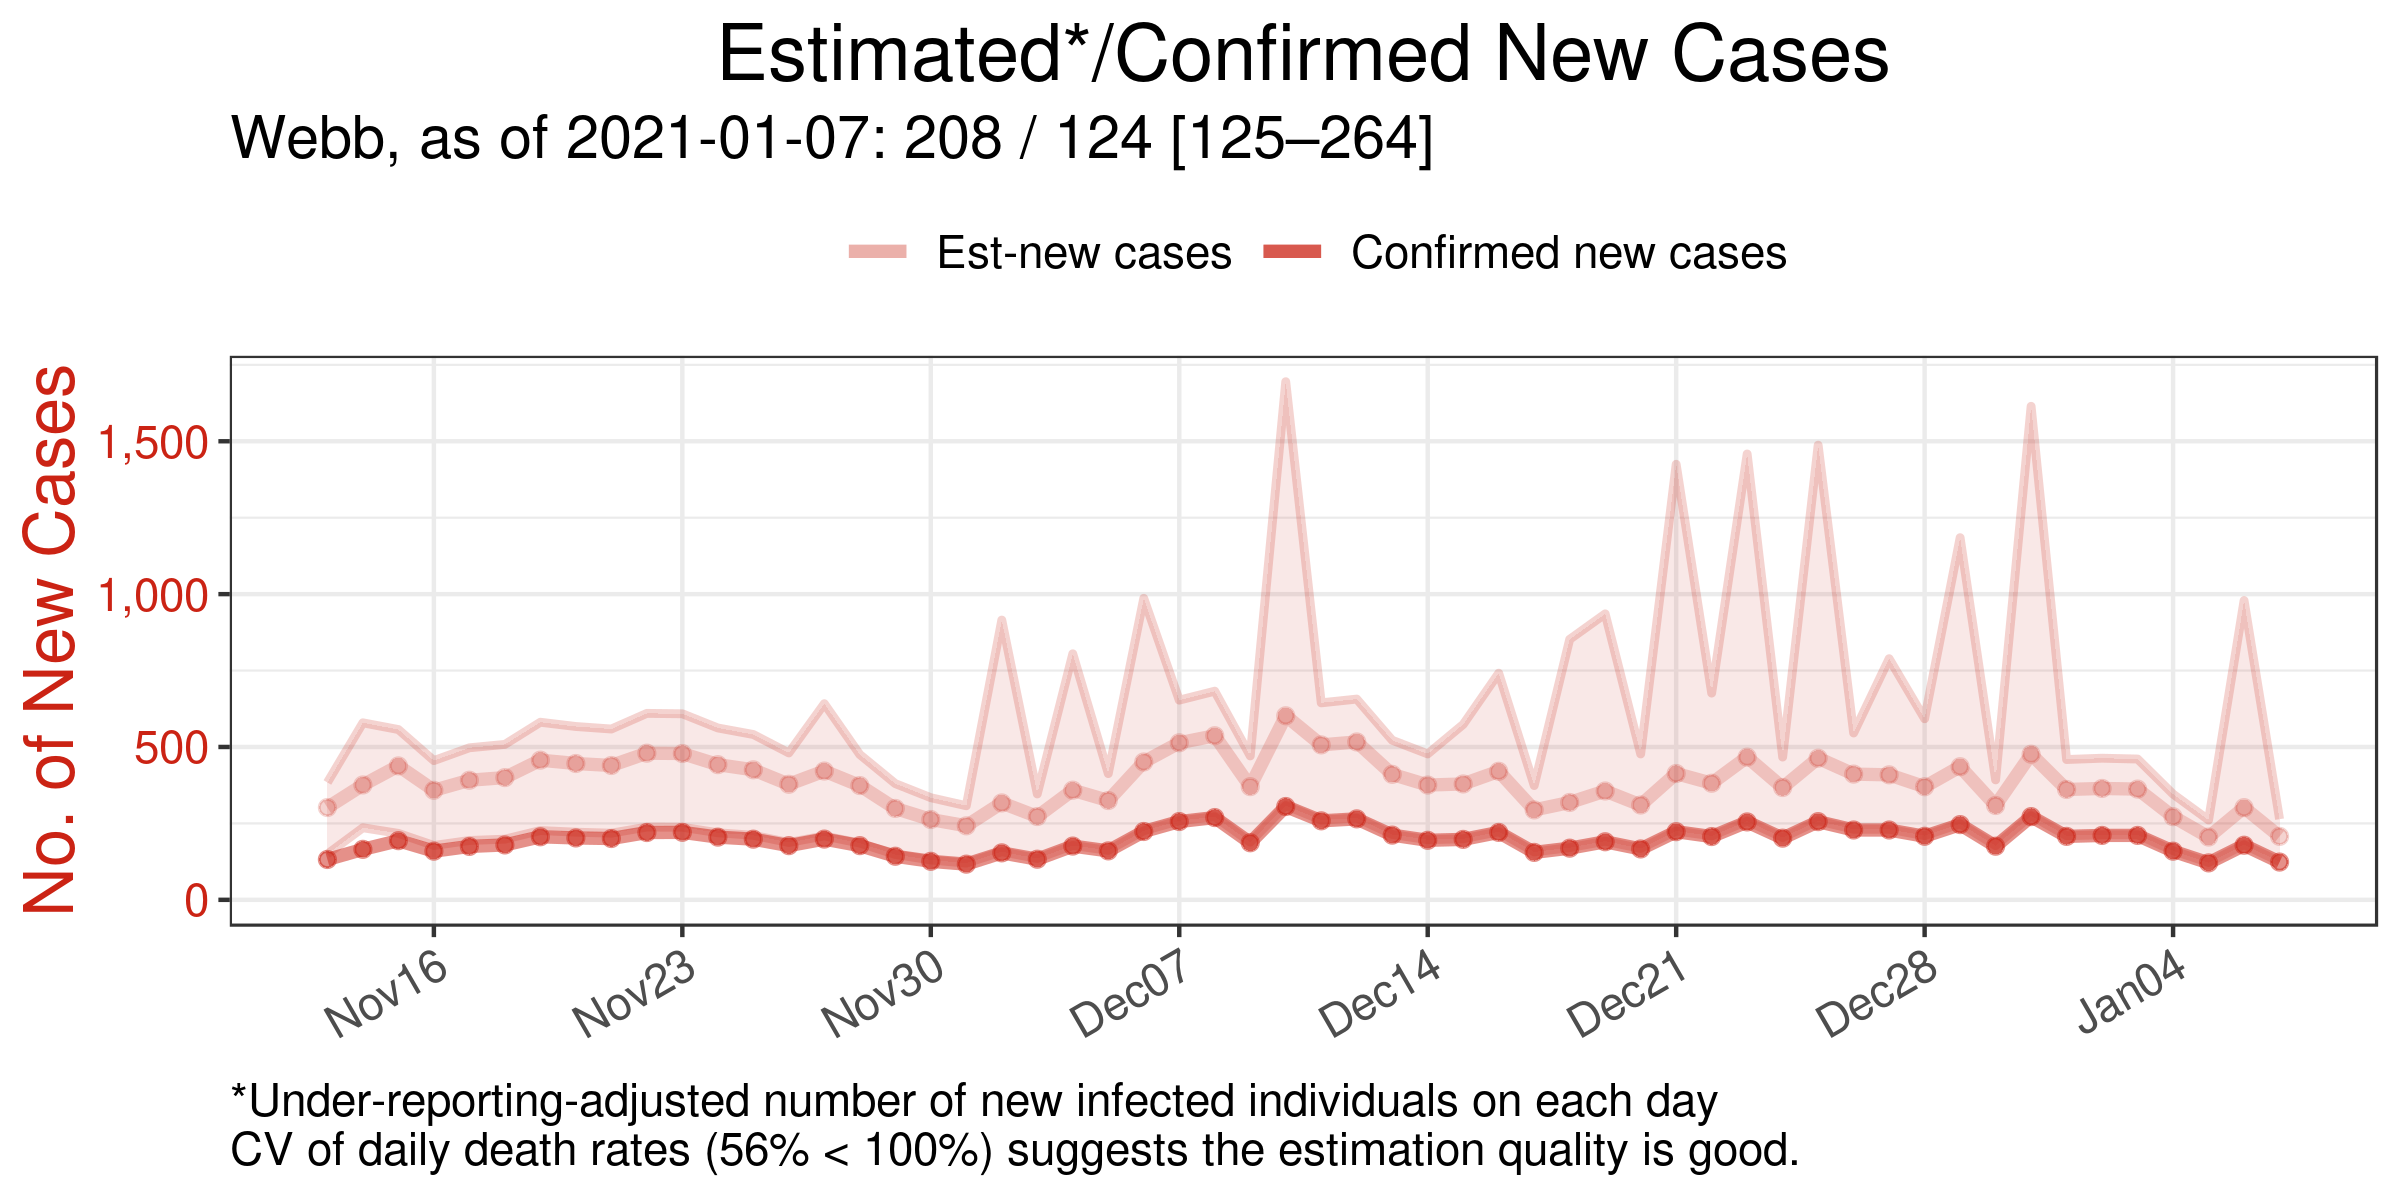 Estimated*/Confirmed New Cases
Webb, as of 2021-01-07: 208 / 124 [125–264]
Est-new cases
Confirmed new cases
No. of New Cases
1,500
1,000
500
0
Nov16
Nov23
Nov30
Dec07
Dec14
Dec21
Dec28
Jan04
*Under-reporting-adjusted number of new infected individuals on each day
CV of daily death rates (56% < 100%) suggests the estimation quality is good.